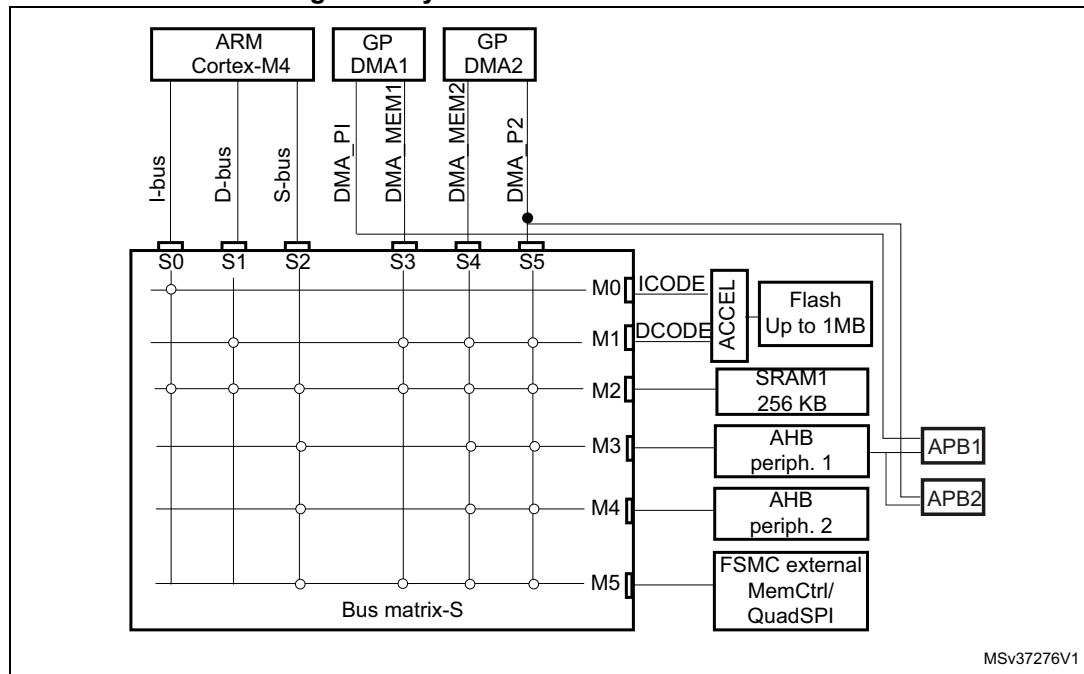 ARM
Cortex-M4
GP
DMA1
GP
DMA2
I-bus
D-bus
S-bus
DMA_PI
DMA_MEM1
DMA_MEM2
DMA_P2
S0 S1 S2 S3 S4 S5
M0 ICODE
M1 DCODE
ACCEL
Flash
Up to 1MB
M2
SRAM1
256 KB
M3
AHB
periph. 1
APB1
M4
AHB
periph. 2
APB2
M5
FSMC external
MemCtrl/
QuadSPI
Bus matrix-S
MSv37276V1